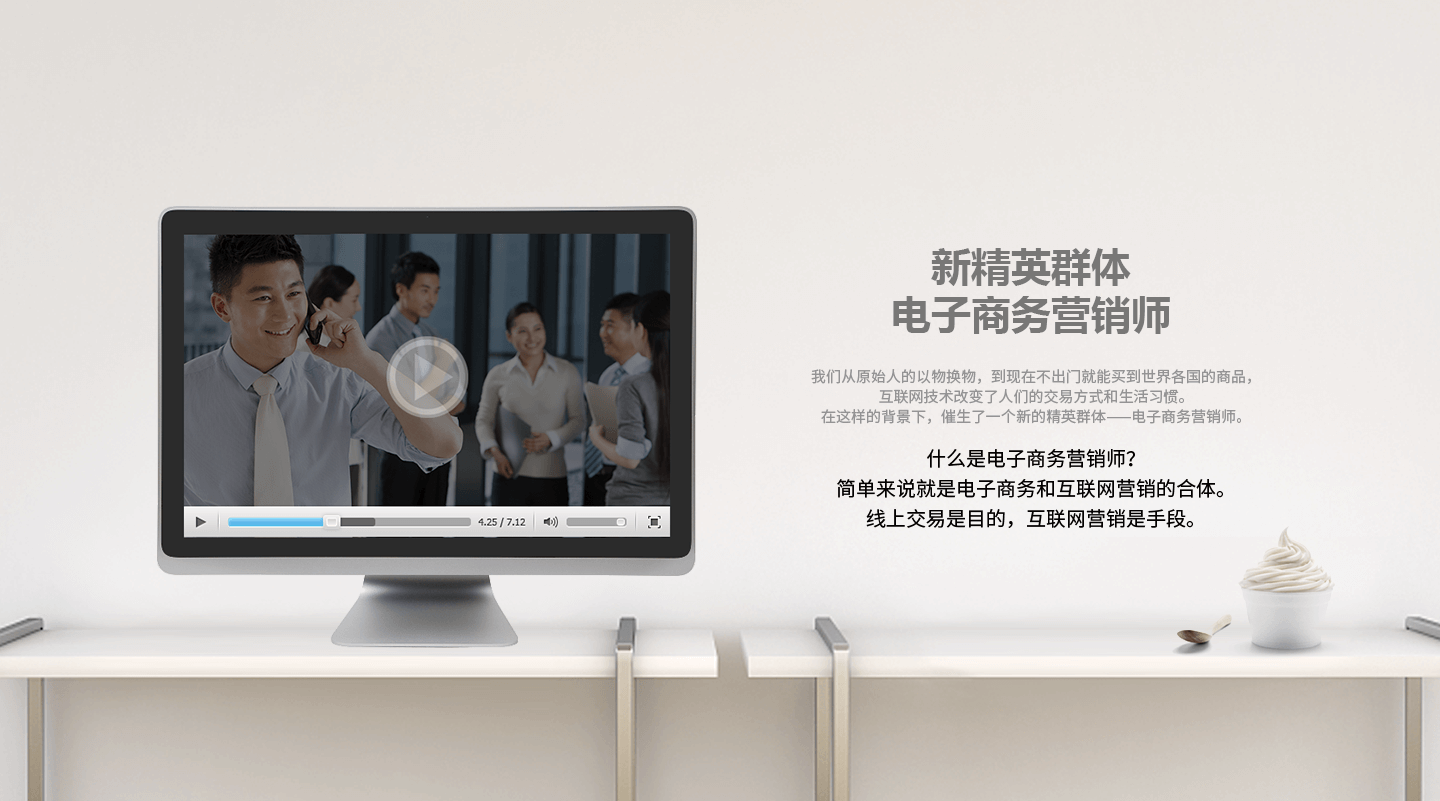 新精英群体
电子商务营销师
我们从原始人的以物换物，到现在不出门就能买到世界各国的商品，
互联网技术改变了人们的交易方式和生活习惯。
在这样的背景下，催生了一个新的精英群体——电子商务营销师。
什么是电子商务营销师？
简单来说就是电子商务和互联网营销的合体。
线上交易是目的，互联网营销是手段。
4.25 / 7.12